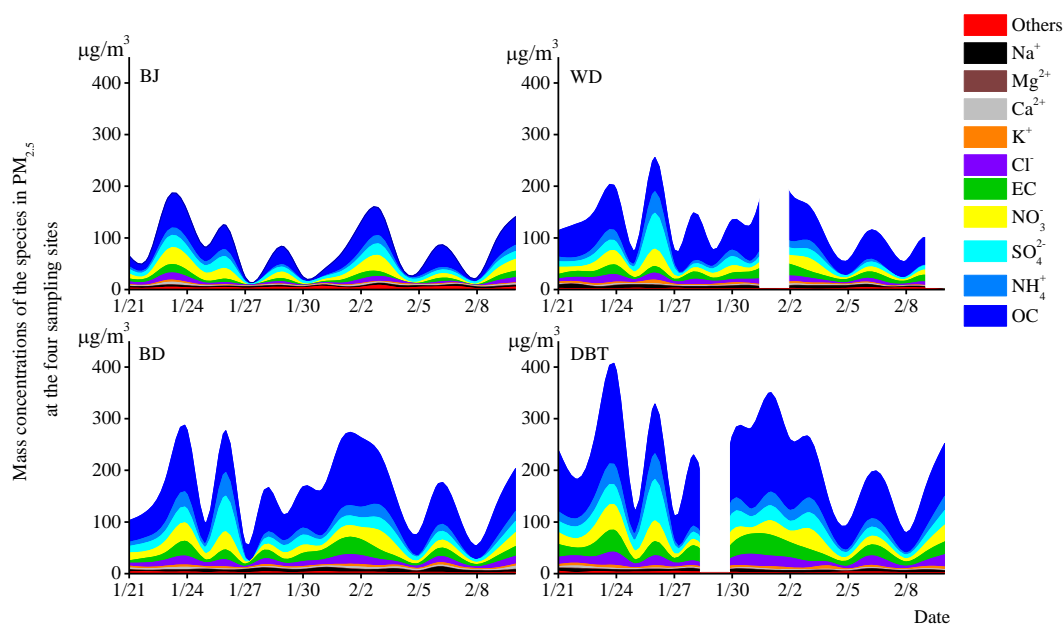 Mass concentrations of the species in PM2.5
at the four sampling sites
μg/m³
BJ
400
300
200
100
0
1/21 1/24 1/27 1/30 2/2 2/5 2/8
μg/m³
WD
400
300
200
100
0
1/21 1/24 1/27 1/30 2/2 2/5 2/8
Others
Na⁺
Mg²⁺
Ca²⁺
K⁺
Cl⁻
EC
NO₃⁻
SO₄²⁻
NH₄⁺
OC
μg/m³
BD
400
300
200
100
0
1/21 1/24 1/27 1/30 2/2 2/5 2/8
μg/m³
DBT
400
300
200
100
0
1/21 1/24 1/27 1/30 2/2 2/5 2/8
Date